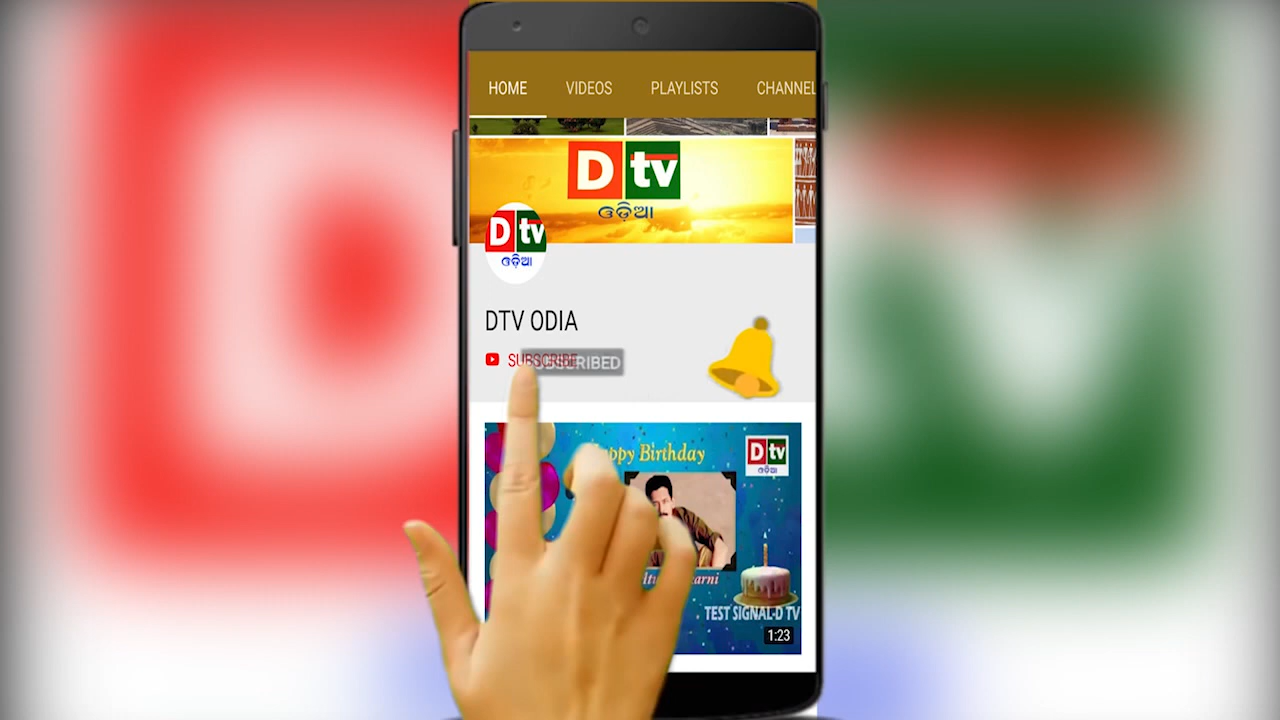 HOME VIDEOS PLAYLISTS CHANNEL
D tv
ଓଡ଼ିଆ
D tv
ଓଡ଼ିଆ
DTV ODIA
SUBSCRIBE
SUBSCRIBED
Happy Birthday
D tv
ଓଡ଼ିଆ
TEST SIGNAL-D TV
1:23